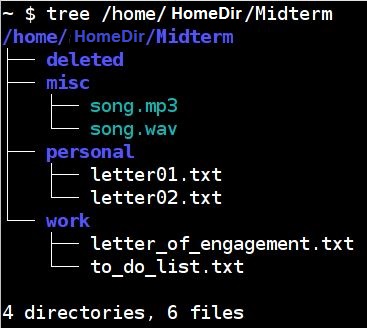 ~ $ tree /home/ HomeDir /Midterm
/home/ HomeDir /Midterm
├── deleted
├── misc
│   ├── song.mp3
│   └── song.wav
├── personal
│   ├── letter01.txt
│   └── letter02.txt
└── work
    ├── letter_of_engagement.txt
    └── to_do_list.txt
4 directories, 6 files